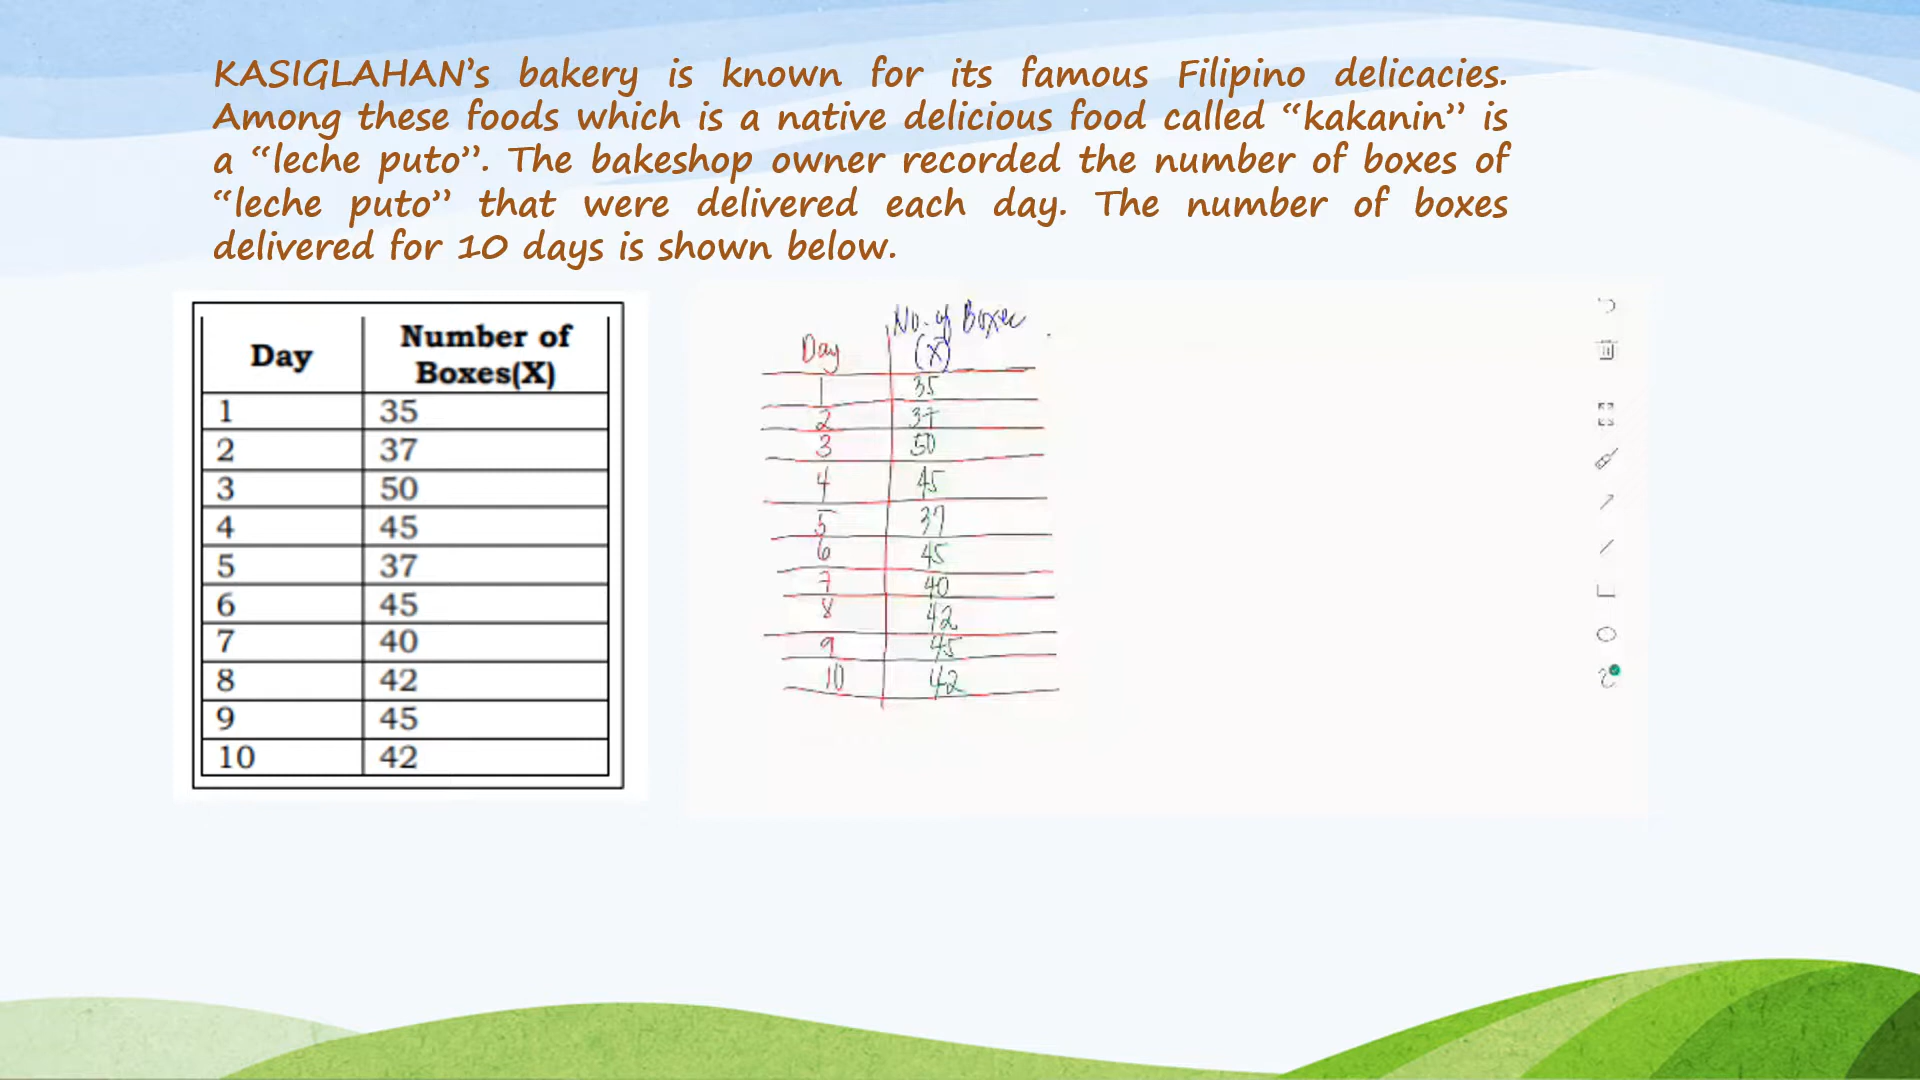 KASIGLAHAN's bakery is known for its famous Filipino delicacies.
Among these foods which is a native delicious food called “kakanin” is
a “leche puto”. The bakeshop owner recorded the number of boxes of
“leche puto” that were delivered each day. The number of boxes
delivered for 10 days is shown below.
Day Number of
Boxes(X)
1 35
2 37
3 50
4 45
5 37
6 45
7 40
8 42
9 45
10 42
Day No. of Boxes
(X)
1 35
2 37
3 50
4 45
5 37
6 45
7 40
8 42
9 45
10 42